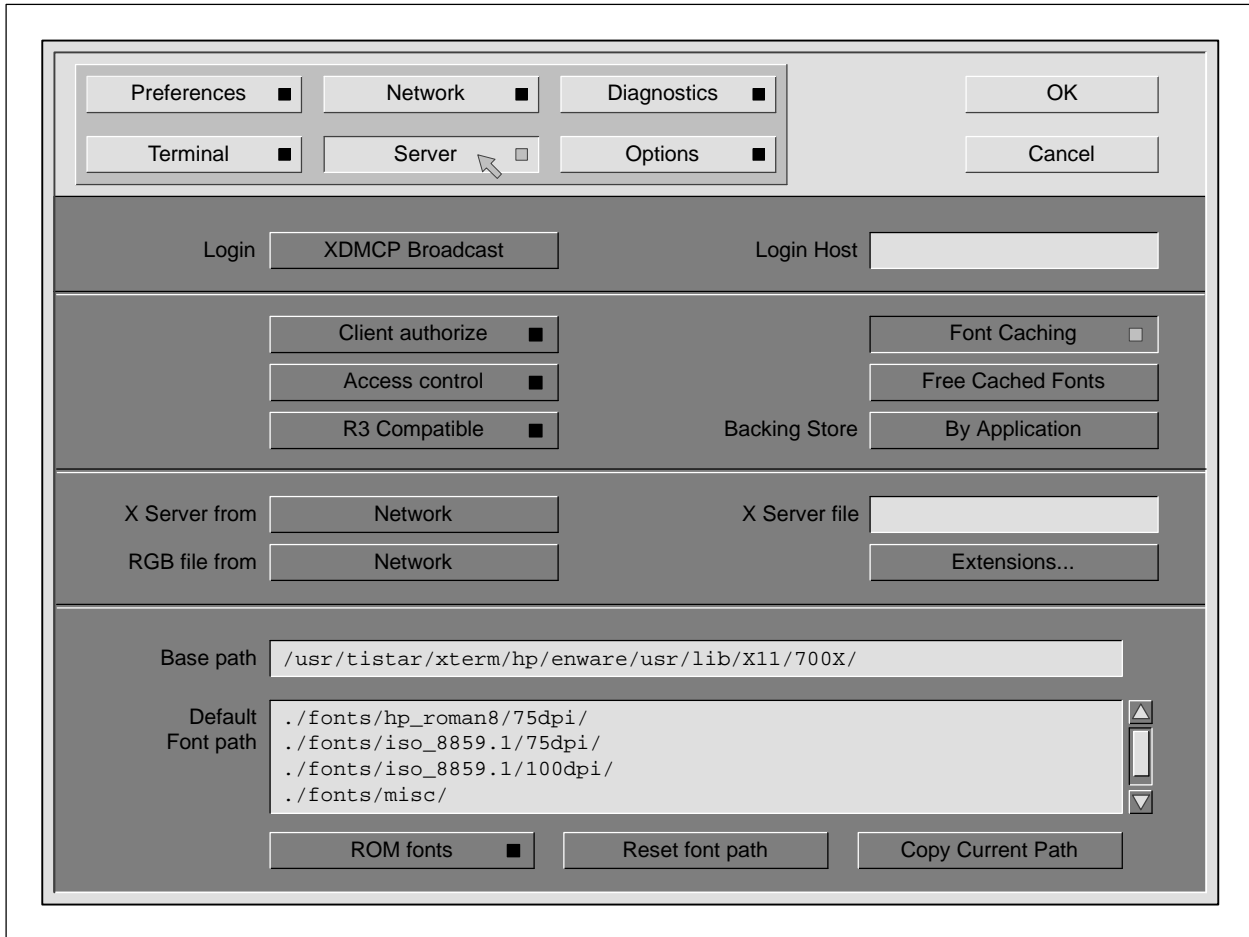 Preferences Network Diagnostics OK
Terminal Server Options Cancel
Login XDMCP Broadcast Login Host
Client authorize Font Caching
Access control Free Cached Fonts
R3 Compatible Backing Store By Application
X Server from Network X Server file
RGB file from Network Extensions...
Base path /usr/tistar/xterm/hp/enware/usr/lib/X11/700X/
Default ./fonts/hp_roman8/75dpi/
Font path ./fonts/iso_8859.1/75dpi/
./fonts/iso_8859.1/100dpi/
./fonts/misc/
ROM fonts Reset font path Copy Current Path